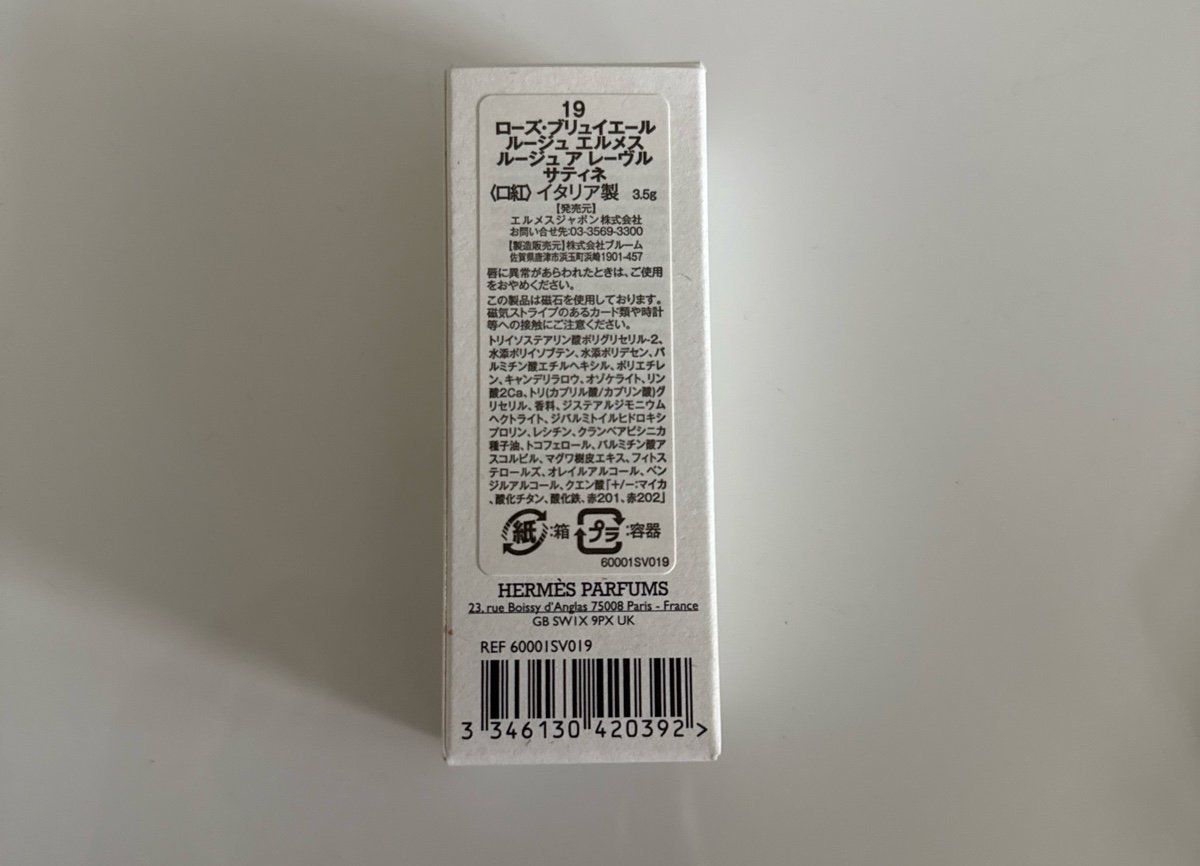 19
ローズ・ブリュイエール
ルージュ エルメス
ルージュ ア レーヴル
サティネ
〈口紅〉イタリア製 3.5g
【発売元】
エルメスジャポン株式会社
お問い合せ先:03-3569-3300
【製造販売元】株式会社ブルーム
佐賀県唐津市浜玉町浜崎1901-457
唇に異常があらわれたときは、ご使用
をおやめください。
この製品は磁石を使用しております。
磁気ストライプのあるカード類や時計
等への接触にご注意ください。
トリイソステアリン酸ポリグリセリル-2、
水添ポリイソブテン、水添ポリデセン、パ
ルミチン酸エチルヘキシル、ポリエチレ
ン、キャンデリラロウ、オゾケライト、リン
酸2Ca、トリ(カプリル酸/カプリン酸)グ
リセリル、香料、ジステアルジモニウム
ヘクトライト、ジパルミトイルヒドロキシ
プロリン、レシチン、クランベアビシニカ
種子油、トコフェロール、パルミチン酸ア
スコルビル、マグワ樹皮エキス、フィトス
テロールズ、オレイルアルコール、ベン
ジルアルコール、クエン酸「+/-:マイカ
、酸化チタン、酸化鉄、赤201、赤202」
紙:箱 プラ:容器
60001SV019
HERMÈS PARFUMS
23, rue Boissy d'Anglas 75008 Paris - France
GB SW1X 9PX UK
REF 60001SV019
3 346130 420392 >